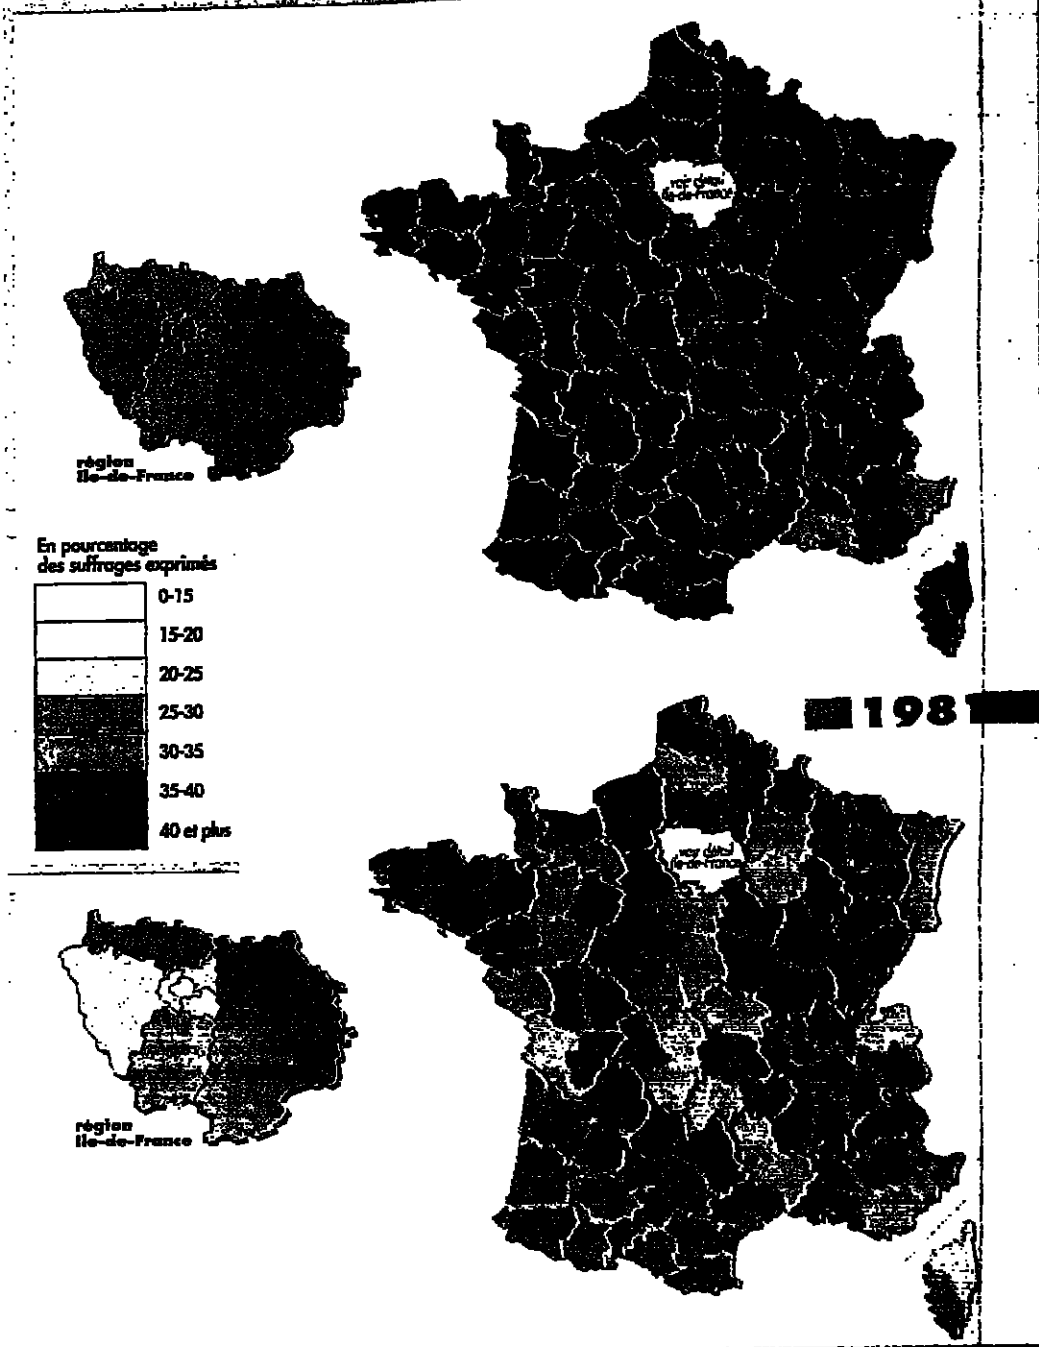 voir détail
Ile-de-France
région
Ile-de-France
En pourcentage
des suffrages exprimés
0-15
15-20
20-25
25-30
30-35
35-40
40 et plus
1981
voir détail
Ile-de-France
région
Ile-de-France